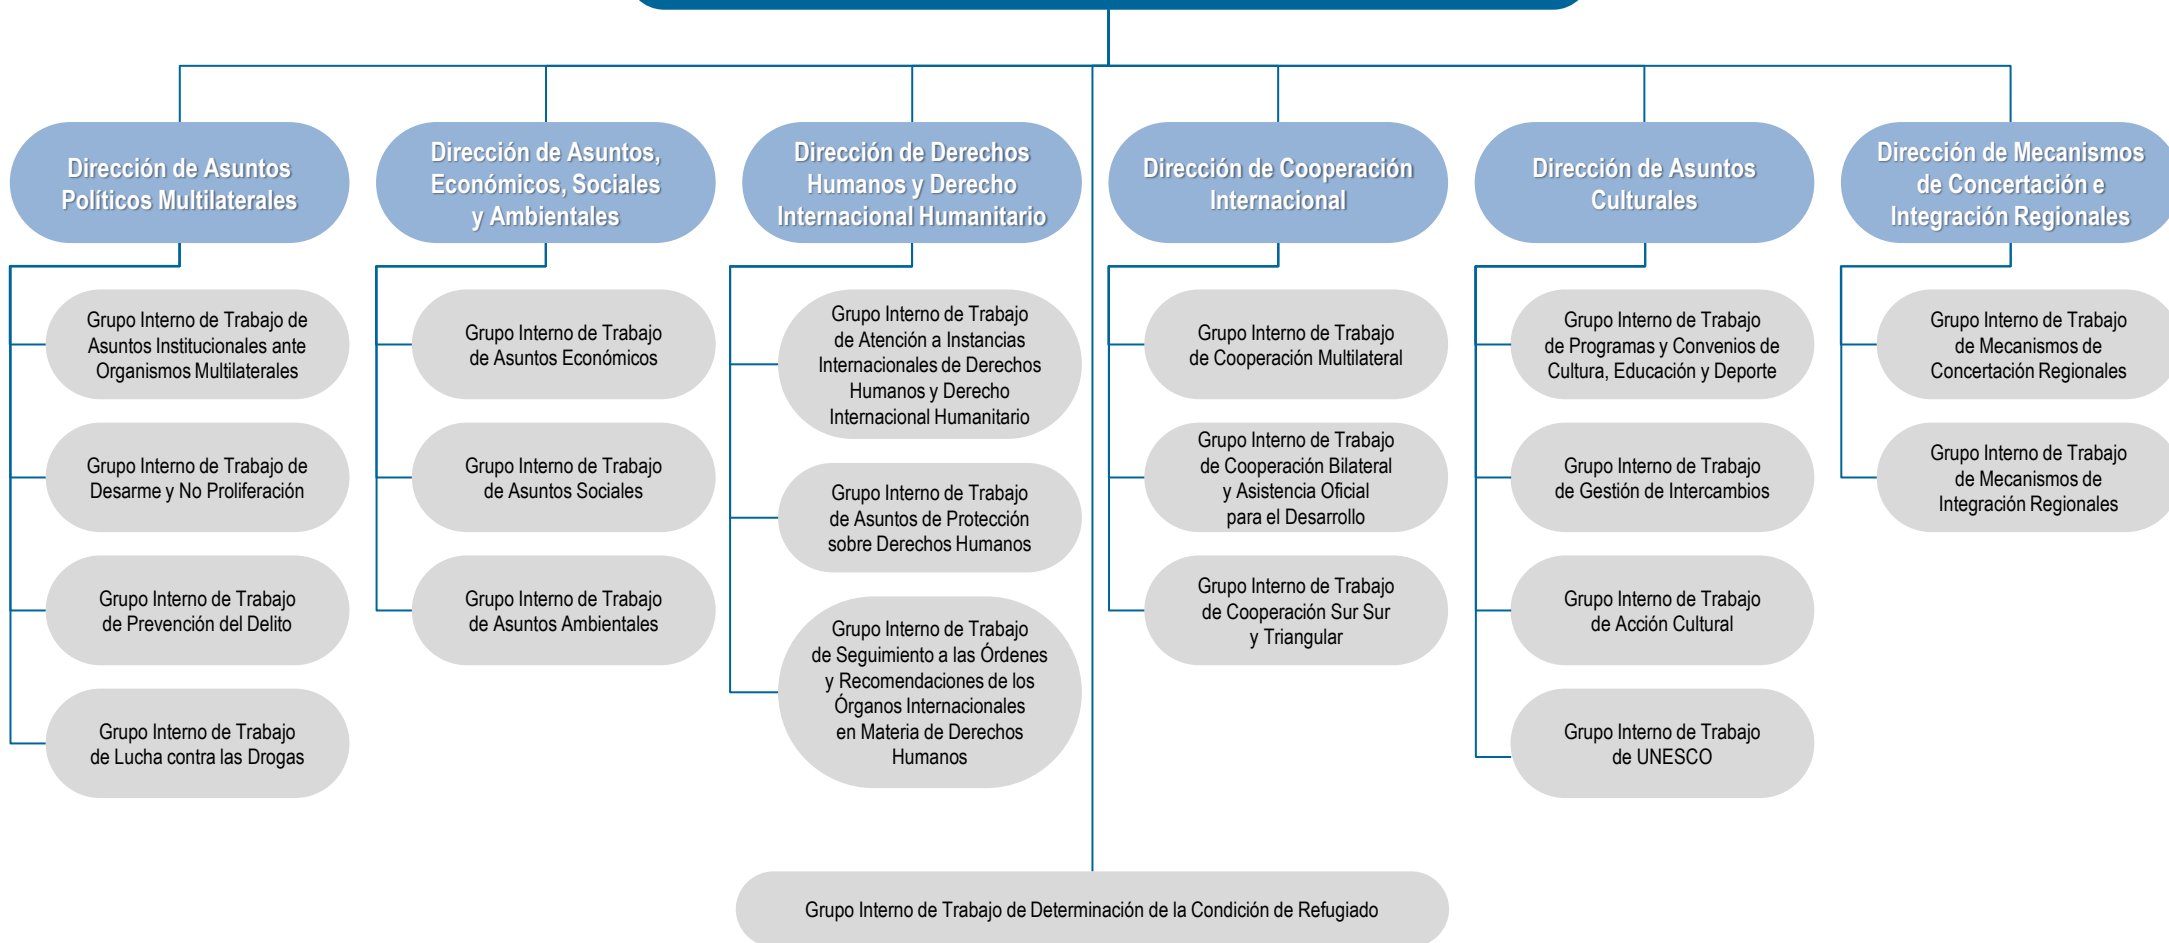 Dirección de Asuntos
Políticos Multilaterales
Grupo Interno de Trabajo de
Asuntos Institucionales ante
Organismos Multilaterales
Grupo Interno de Trabajo de
Desarme y No Proliferación
Grupo Interno de Trabajo
de Prevención del Delito
Grupo Interno de Trabajo
de Lucha contra las Drogas
Dirección de Asuntos,
Económicos, Sociales
y Ambientales
Grupo Interno de Trabajo
de Asuntos Económicos
Grupo Interno de Trabajo
de Asuntos Sociales
Grupo Interno de Trabajo
de Asuntos Ambientales
Dirección de Derechos
Humanos y Derecho
Internacional Humanitario
Grupo Interno de Trabajo
de Atención a Instancias
Internacionales de Derechos
Humanos y Derecho
Internacional Humanitario
Grupo Interno de Trabajo
de Asuntos de Protección
sobre Derechos Humanos
Grupo Interno de Trabajo
de Seguimiento a las Órdenes
y Recomendaciones de los
Órganos Internacionales
en Materia de Derechos
Humanos
Dirección de Cooperación
Internacional
Grupo Interno de Trabajo
de Cooperación Multilateral
Grupo Interno de Trabajo
de Cooperación Bilateral
y Asistencia Oficial
para el Desarrollo
Grupo Interno de Trabajo
de Cooperación Sur Sur
y Triangular
Dirección de Asuntos
Culturales
Grupo Interno de Trabajo
de Programas y Convenios de
Cultura, Educación y Deporte
Grupo Interno de Trabajo
de Gestión de Intercambios
Grupo Interno de Trabajo
de Acción Cultural
Grupo Interno de Trabajo
de UNESCO
Dirección de Mecanismos
de Concertación e
Integración Regionales
Grupo Interno de Trabajo
de Mecanismos de
Concertación Regionales
Grupo Interno de Trabajo
de Mecanismos de
Integración Regionales
Grupo Interno de Trabajo de Determinación de la Condición de Refugiado